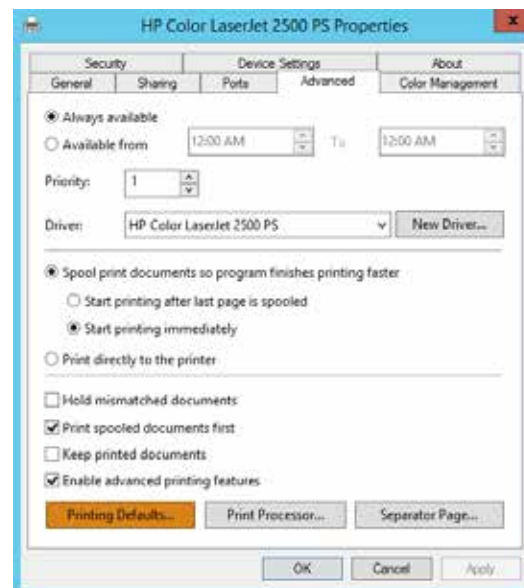 HP Color LaserJet 2500 PS Properties
x
Security Device Settings About
General Sharing Ports Advanced Color Management
Always available
Available from 12:00 AM To 12:00 AM
Priority: 1
Driver: HP Color LaserJet 2500 PS New Driver...
Spool print documents so program finishes printing faster
Start printing after last page is spooled
Start printing immediately
Print directly to the printer
Hold mismatched documents
Print spooled documents first
Keep printed documents
Enable advanced printing features
Printing Defaults... Print Processor... Separator Page...
OK Cancel Apply